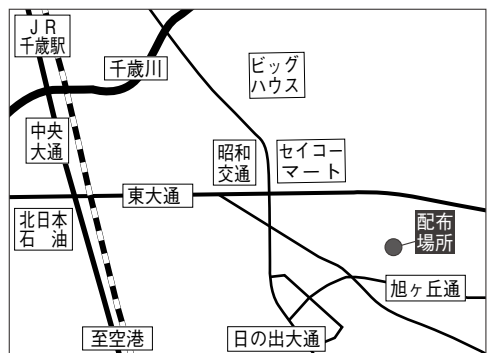 ＪＲ
千歳駅
千歳川
ビッグ
ハウス
中央
大通
昭和
交通
セイコー
マート
東大通
北日本
石　油
配布
場所
旭ヶ丘通
至空港
日の出大通